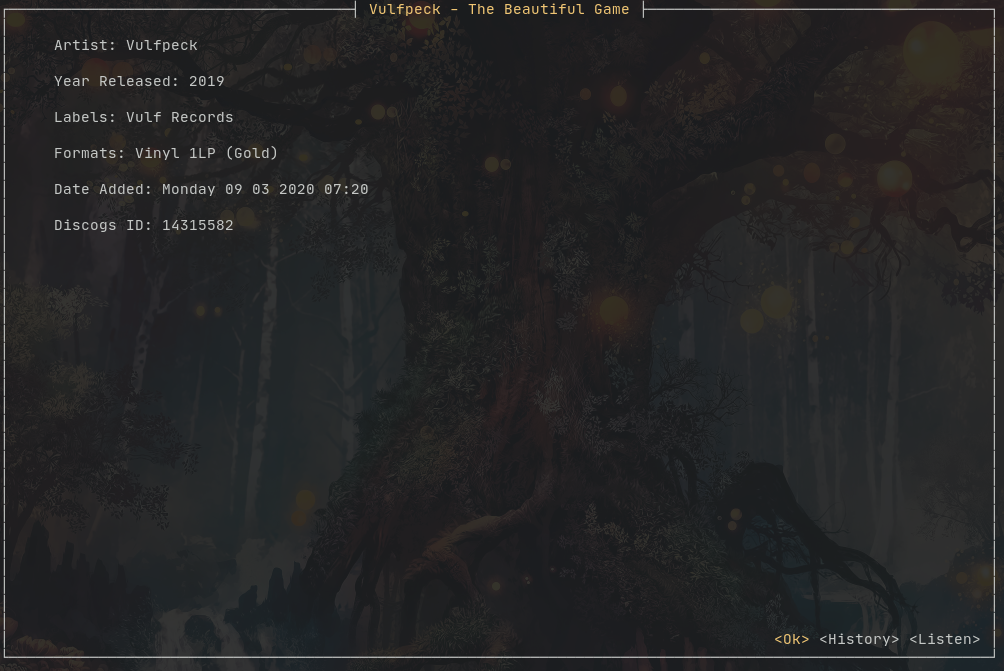 Vulfpeck – The Beautiful Game
Artist: Vulfpeck
Year Released: 2019
Labels: Vulf Records
Formats: Vinyl 1LP (Gold)
Date Added: Monday 09 03 2020 07:20
Discogs ID: 14315582
<Ok> <History> <Listen>